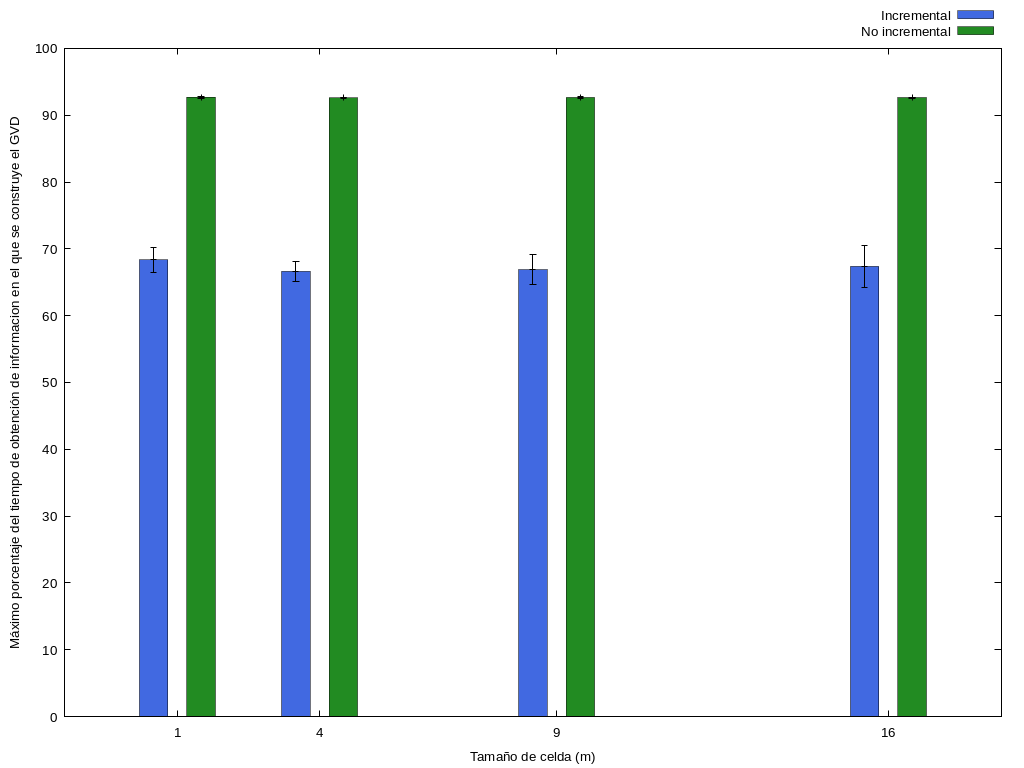 Incremental
No incremental
100
90
80
70
60
50
40
30
20
10
0
Máximo porcentaje del tiempo de obtención de informacion en el que se construye el GVD
1 4 9 16
Tamaño de celda (m)